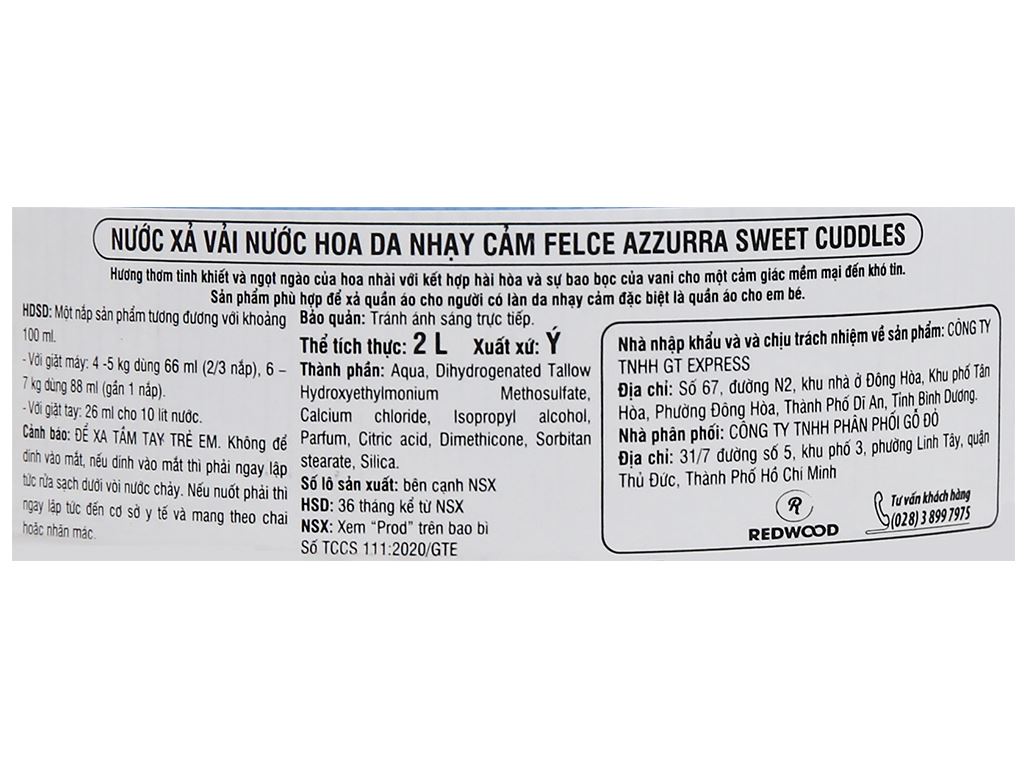 NƯỚC XẢ VẢI NƯỚC HOA DA NHẠY CẢM FELCE AZZURRA SWEET CUDDLES
Hương thơm tinh khiết và ngọt ngào của hoa nhài với kết hợp hài hòa và sự bao bọc của vani cho một cảm giác mềm mại đến khó tin.
Sản phẩm phù hợp để xả quần áo cho người có làn da nhạy cảm đặc biệt là quần áo cho em bé.
HDSD: Một nắp sản phẩm tương đương với khoảng
100 ml.
- Với giặt máy: 4 -5 kg dùng 66 ml (2/3 nắp), 6 –
7 kg dùng 88 ml (gần 1 nắp).
- Với giặt tay: 26 ml cho 10 lít nước.
Cảnh báo: ĐỂ XA TẦM TAY TRẺ EM. Không để
dính vào mắt, nếu dính vào mắt thì phải ngay lập
tức rửa sạch dưới vòi nước chảy. Nếu nuốt phải thì
ngay lập tức đến cơ sở y tế và mang theo chai
hoặc nhãn mác.
Bảo quản: Tránh ánh sáng trực tiếp.
Thể tích thực: 2 L Xuất xứ: Ý
Thành phần: Aqua, Dihydrogenated Tallow
Hydroxyethylmonium Methosulfate,
Calcium chloride, Isopropyl alcohol,
Parfum, Citric acid, Dimethicone, Sorbitan
stearate, Silica.
Số lô sản xuất: bên cạnh NSX
HSD: 36 tháng kể từ NSX
NSX: Xem “Prod” trên bao bì
Số TCCS 111:2020/GTE
Nhà nhập khẩu và và chịu trách nhiệm về sản phẩm: CÔNG TY
TNHH GT EXPRESS
Địa chỉ: Số 67, đường N2, khu nhà ở Đông Hòa, Khu phố Tân
Hòa, Phường Đông Hòa, Thành Phố Dĩ An, Tỉnh Bình Dương.
Nhà phân phối: CÔNG TY TNHH PHÂN PHỐI GỖ ĐỎ
Địa chỉ: 31/7 đường số 5, khu phố 3, phường Linh Tây, quận
Thủ Đức, Thành Phố Hồ Chí Minh
R
REDWOOD
Tư vấn khách hàng
(028) 3 899 7975